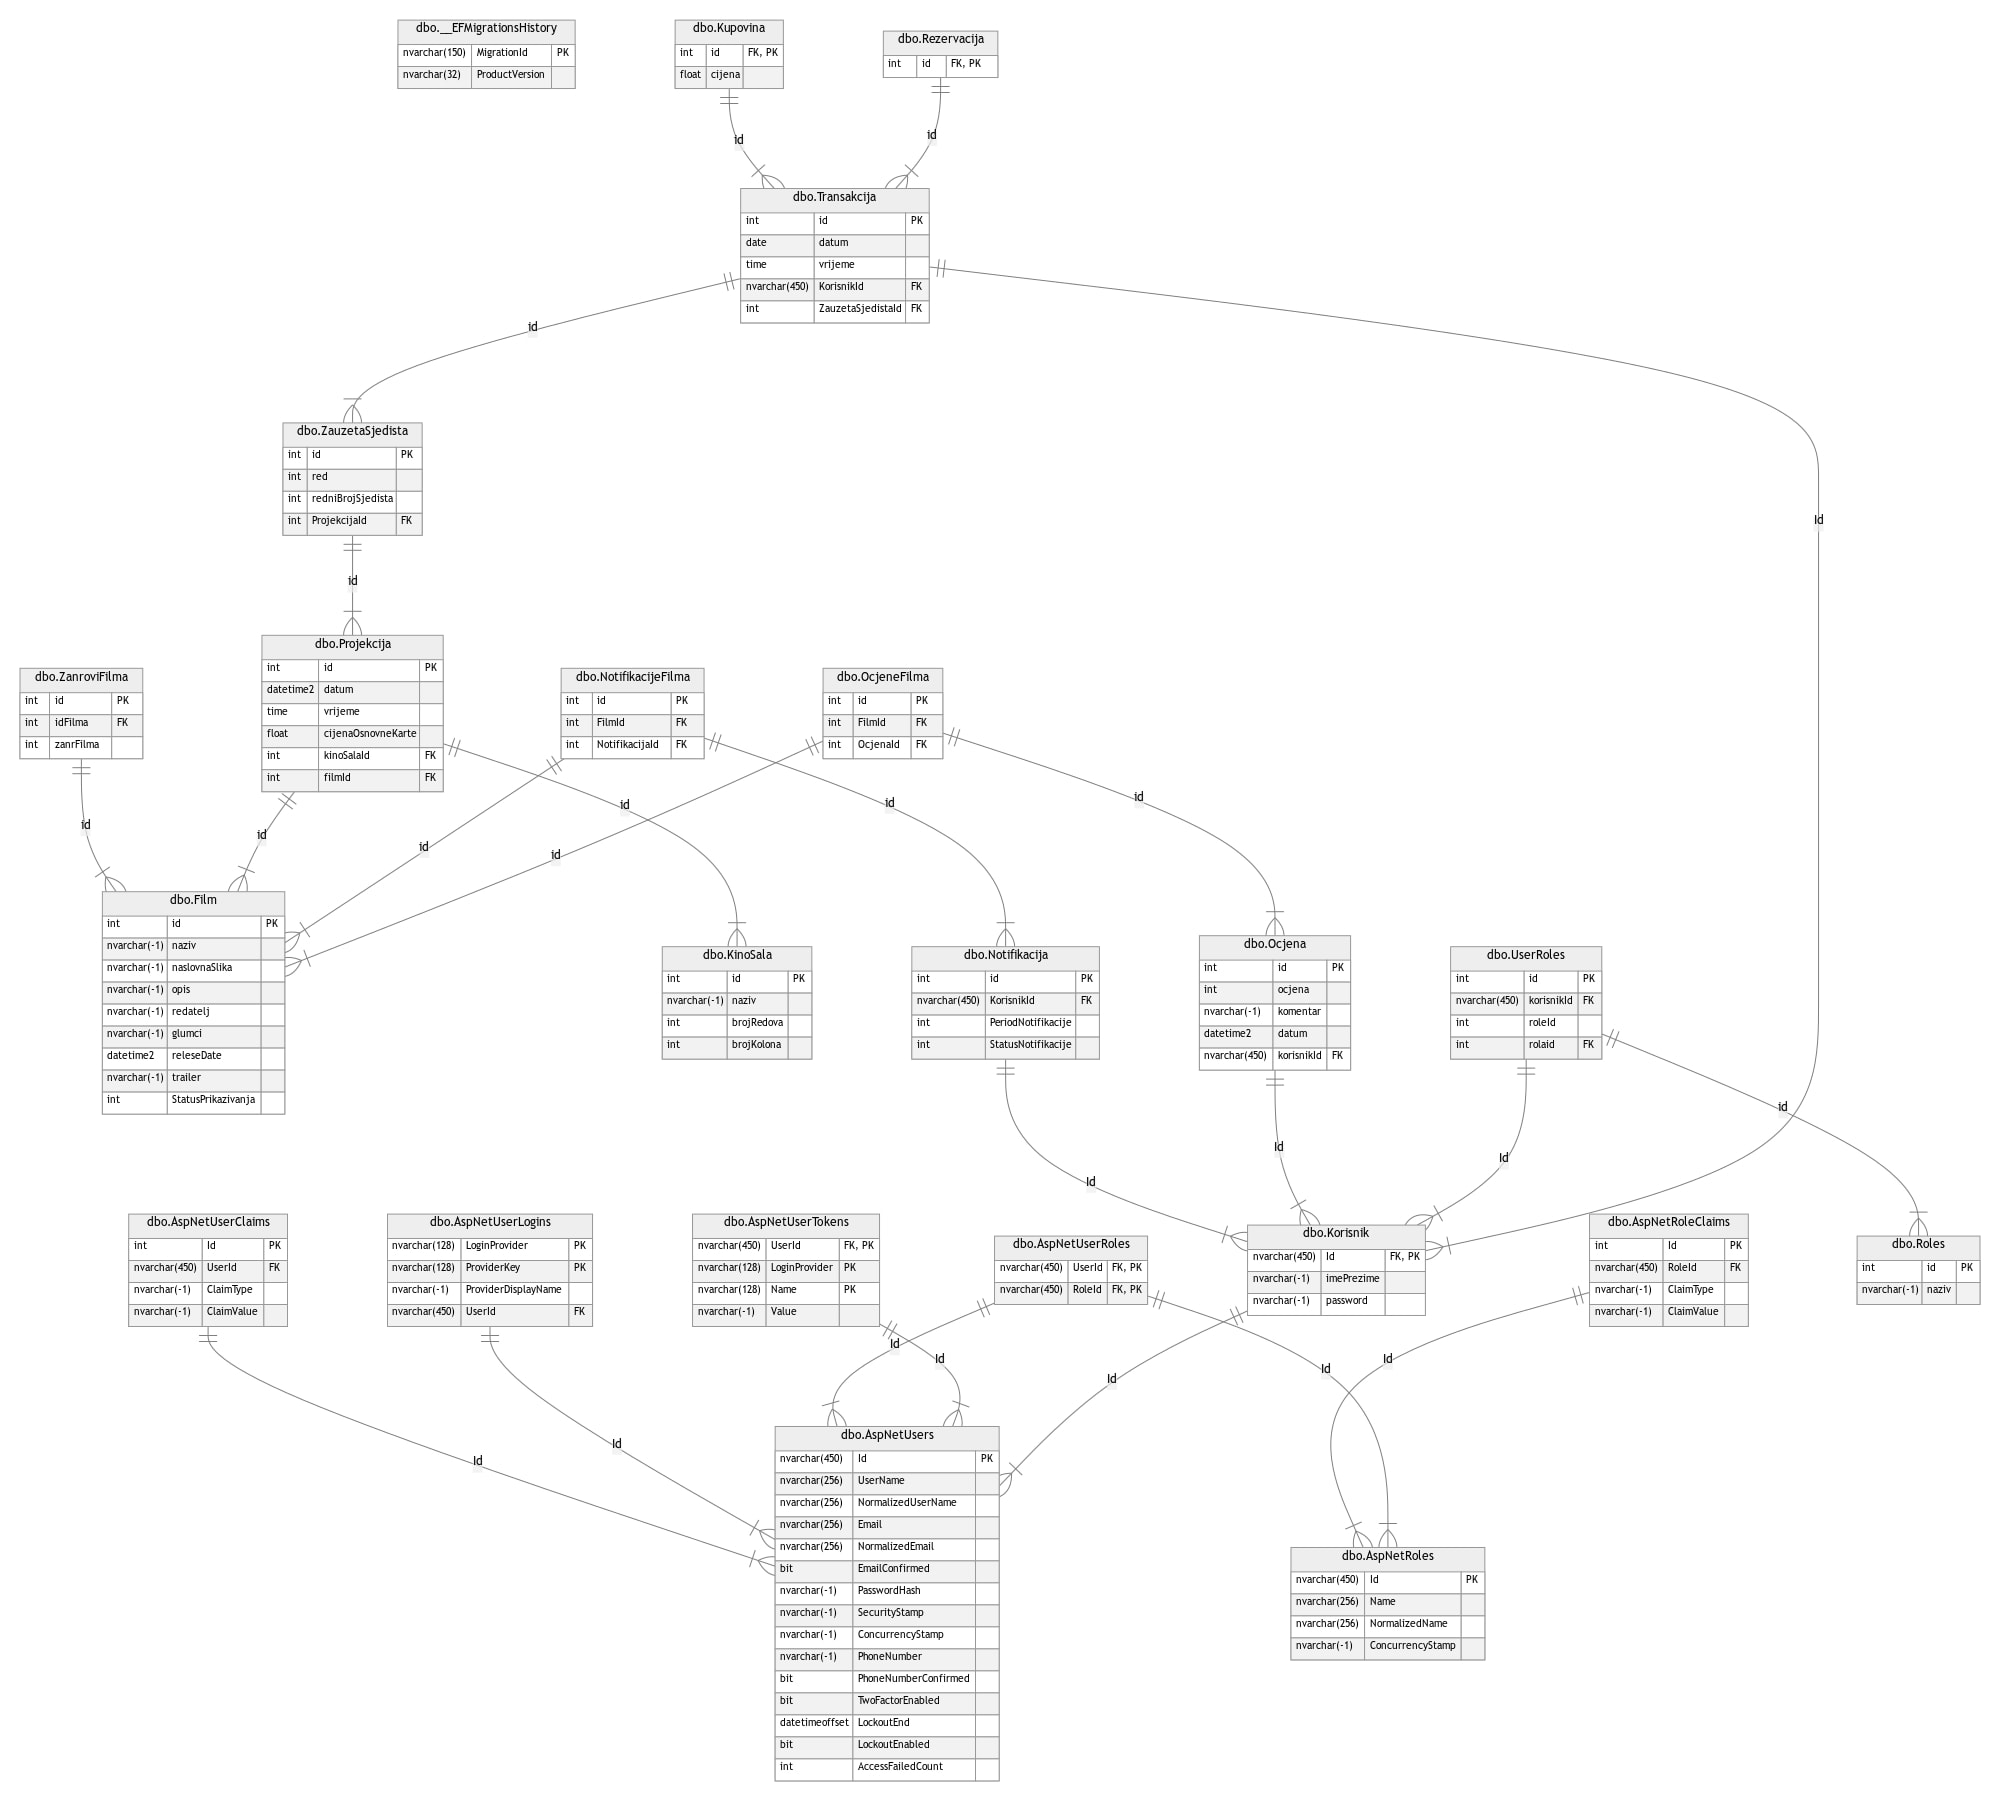 dbo.__EFMigrationsHistory
nvarchar(150) MigrationId PK
nvarchar(32) ProductVersion
dbo.Kupovina
int id FK, PK
float cijena
dbo.Rezervacija
int id FK, PK
id
id
dbo.Transakcija
int id PK
date datum
time vrijeme
nvarchar(450) KorisnikId FK
int ZauzetaSjedistaId FK
id
Id
dbo.ZauzetaSjedista
int id PK
int red
int redniBrojSjedista
int ProjekcijaId FK
id
dbo.ZanroviFilma
int id PK
int idFilma FK
int zanrFilma
dbo.Projekcija
int id PK
datetime2 datum
time vrijeme
float cijenaOsnovneKarte
int kinoSalaId FK
int filmId FK
dbo.NotifikacijeFilma
int id PK
int FilmId FK
int NotifikacijaId FK
dbo.OcjeneFilma
int id PK
int FilmId FK
int OcjenaId FK
id
id
id
id
id
id
id
dbo.Film
int id PK
nvarchar(-1) naziv
nvarchar(-1) naslovnaSlika
nvarchar(-1) opis
nvarchar(-1) redatelj
nvarchar(-1) glumci
datetime2 releseDate
nvarchar(-1) trailer
int StatusPrikazivanja
dbo.KinoSala
int id PK
nvarchar(-1) naziv
int brojRedova
int brojKolona
dbo.Notifikacija
int id PK
nvarchar(450) KorisnikId FK
int PeriodNotifikacije
int StatusNotifikacije
dbo.Ocjena
int id PK
int ocjena
nvarchar(-1) komentar
datetime2 datum
nvarchar(450) korisnikId FK
dbo.UserRoles
int id PK
nvarchar(450) korisnikId FK
int roleId
int rolaid FK
id
Id
Id
Id
dbo.AspNetUserClaims
int Id PK
nvarchar(450) UserId FK
nvarchar(-1) ClaimType
nvarchar(-1) ClaimValue
dbo.AspNetUserLogins
nvarchar(128) LoginProvider PK
nvarchar(128) ProviderKey PK
nvarchar(-1) ProviderDisplayName
nvarchar(450) UserId FK
dbo.AspNetUserTokens
nvarchar(450) UserId FK, PK
nvarchar(128) LoginProvider PK
nvarchar(128) Name PK
nvarchar(-1) Value
dbo.AspNetUserRoles
nvarchar(450) UserId FK, PK
nvarchar(450) RoleId FK, PK
dbo.Korisnik
nvarchar(450) Id FK, PK
nvarchar(-1) imePrezime
nvarchar(-1) password
dbo.AspNetRoleClaims
int Id PK
nvarchar(450) RoleId FK
nvarchar(-1) ClaimType
nvarchar(-1) ClaimValue
dbo.Roles
int id PK
nvarchar(-1) naziv
Id
Id
Id
Id
Id
Id
Id
dbo.AspNetUsers
nvarchar(450) Id PK
nvarchar(256) UserName
nvarchar(256) NormalizedUserName
nvarchar(256) Email
nvarchar(256) NormalizedEmail
bit EmailConfirmed
nvarchar(-1) PasswordHash
nvarchar(-1) SecurityStamp
nvarchar(-1) ConcurrencyStamp
nvarchar(-1) PhoneNumber
bit PhoneNumberConfirmed
bit TwoFactorEnabled
datetimeoffset LockoutEnd
bit LockoutEnabled
int AccessFailedCount
dbo.AspNetRoles
nvarchar(450) Id PK
nvarchar(256) Name
nvarchar(256) NormalizedName
nvarchar(-1) ConcurrencyStamp